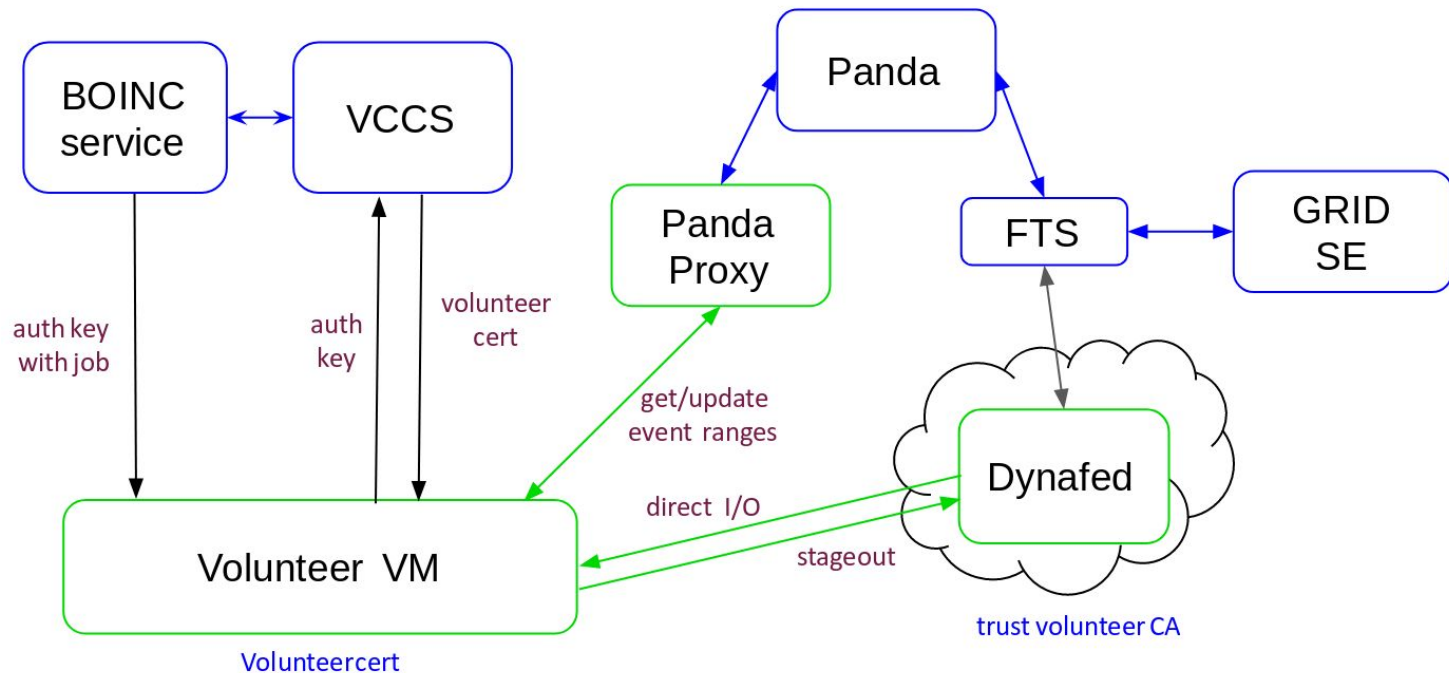 BOINC
service
VCCS
Panda
Panda
Proxy
FTS
GRID
SE
auth key
with job
auth
key
volunteer
cert
get/update
event ranges
direct I/O
stageout
Dynafed
Volunteer VM
trust volunteer CA
Volunteercert